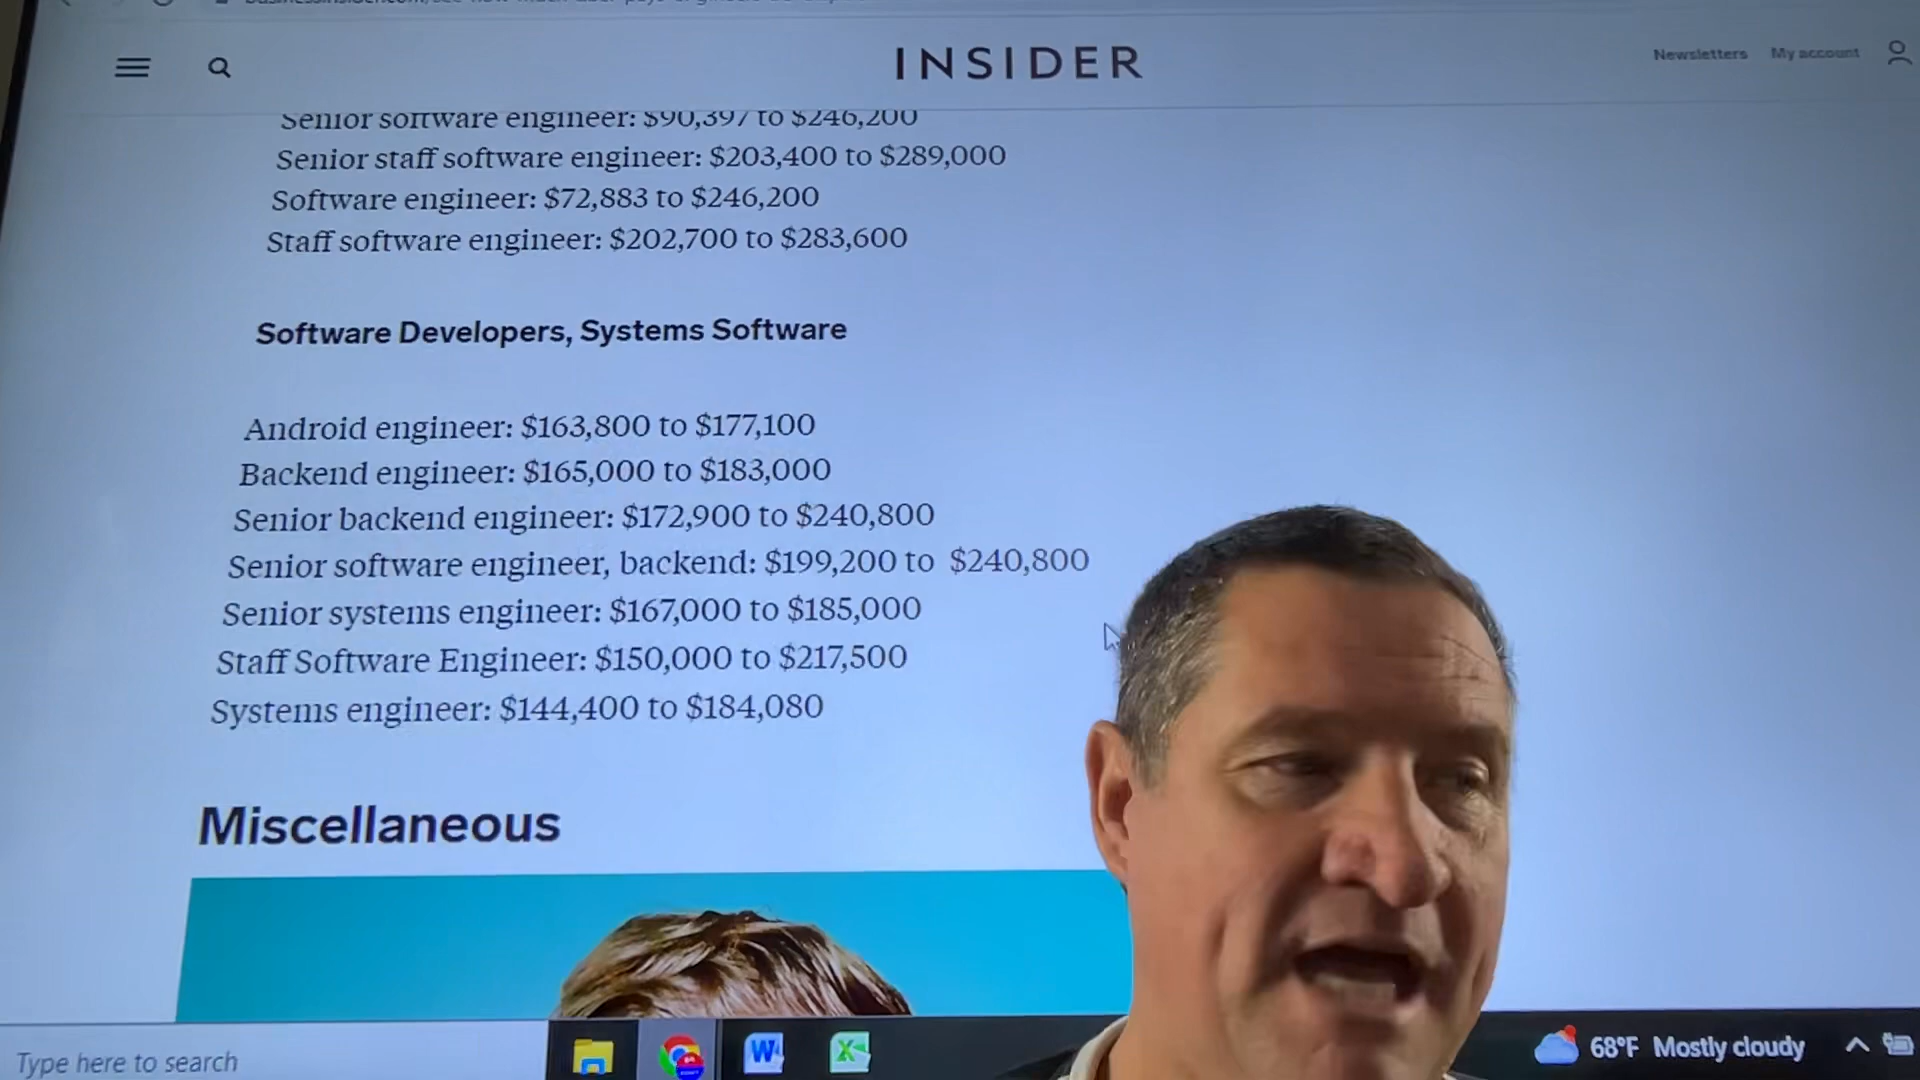 INSIDER
Newsletters My account
Senior software engineer: $90,397 to $246,200
Senior staff software engineer: $203,400 to $289,000
Software engineer: $72,883 to $246,200
Staff software engineer: $202,700 to $283,600
Software Developers, Systems Software
Android engineer: $163,800 to $177,100
Backend engineer: $165,000 to $183,000
Senior backend engineer: $172,900 to $240,800
Senior software engineer, backend: $199,200 to $240,800
Senior systems engineer: $167,000 to $185,000
Staff Software Engineer: $150,000 to $217,500
Systems engineer: $144,400 to $184,080
Miscellaneous
Type here to search
68°F Mostly cloudy